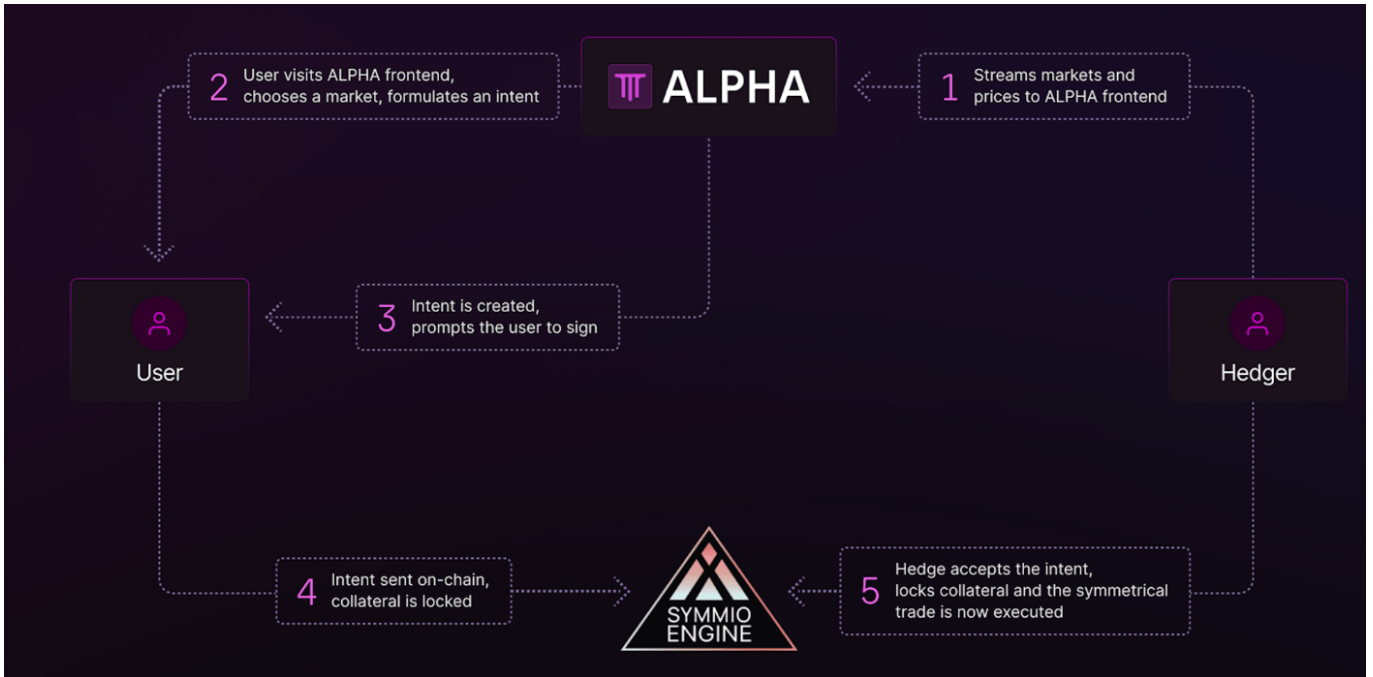 2
User visits ALPHA frontend,
chooses a market, formulates an intent
ALPHA
1
Streams markets and
prices to ALPHA frontend
3
Intent is created,
prompts the user to sign
User
Hedger
4
Intent sent on-chain,
collateral is locked
SYMMIO
ENGINE
5
Hedge accepts the intent,
locks collateral and the symmetrical
trade is now executed